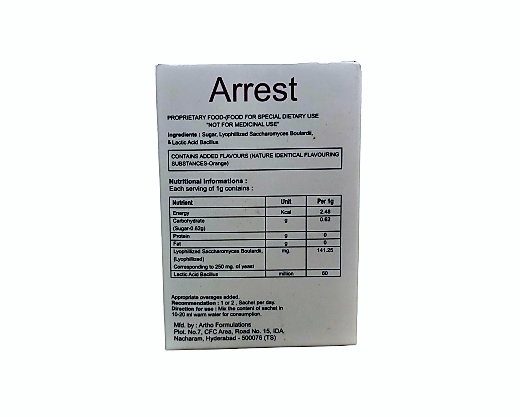 Arrest
PROPRIETARY FOOD-(FOOD FOR SPECIAL DIETARY USE
"NOT FOR MEDICINAL USE"
Ingredients : Sugar, Lyophillized Saccharomyces Boulardii,
& Lactic Acid Bacillus
CONTAINS ADDED FLAVOURS (NATURE IDENTICAL FLAVOURING
SUBSTANCES-Orange)
Nutritional Informations :
Each serving of 1g contains :
Nutrient Unit Per 1g
Energy Kcal 2.48
Carbohydrate g 0.62
(Sugar-0.62g)
Protein g 0
Fat g 0
Lyophillized Saccharomyces Boulardii, mg. 141.25
(Lyophillized)
Corresponding to 250 mg. of yeast
Lactic Acid Bacillus million 60
Appropriate overages added.
Recommendation : 1 or 2 , Sachet per day.
Direction for use : Mix the content of sachet in
10-20 ml warm water for consumption.
Mfd. by : Artho Formulations
Plot. No.7, CFC Area, Road No. 15, IDA,
Nacharam, Hyderabad - 500076 (TS)